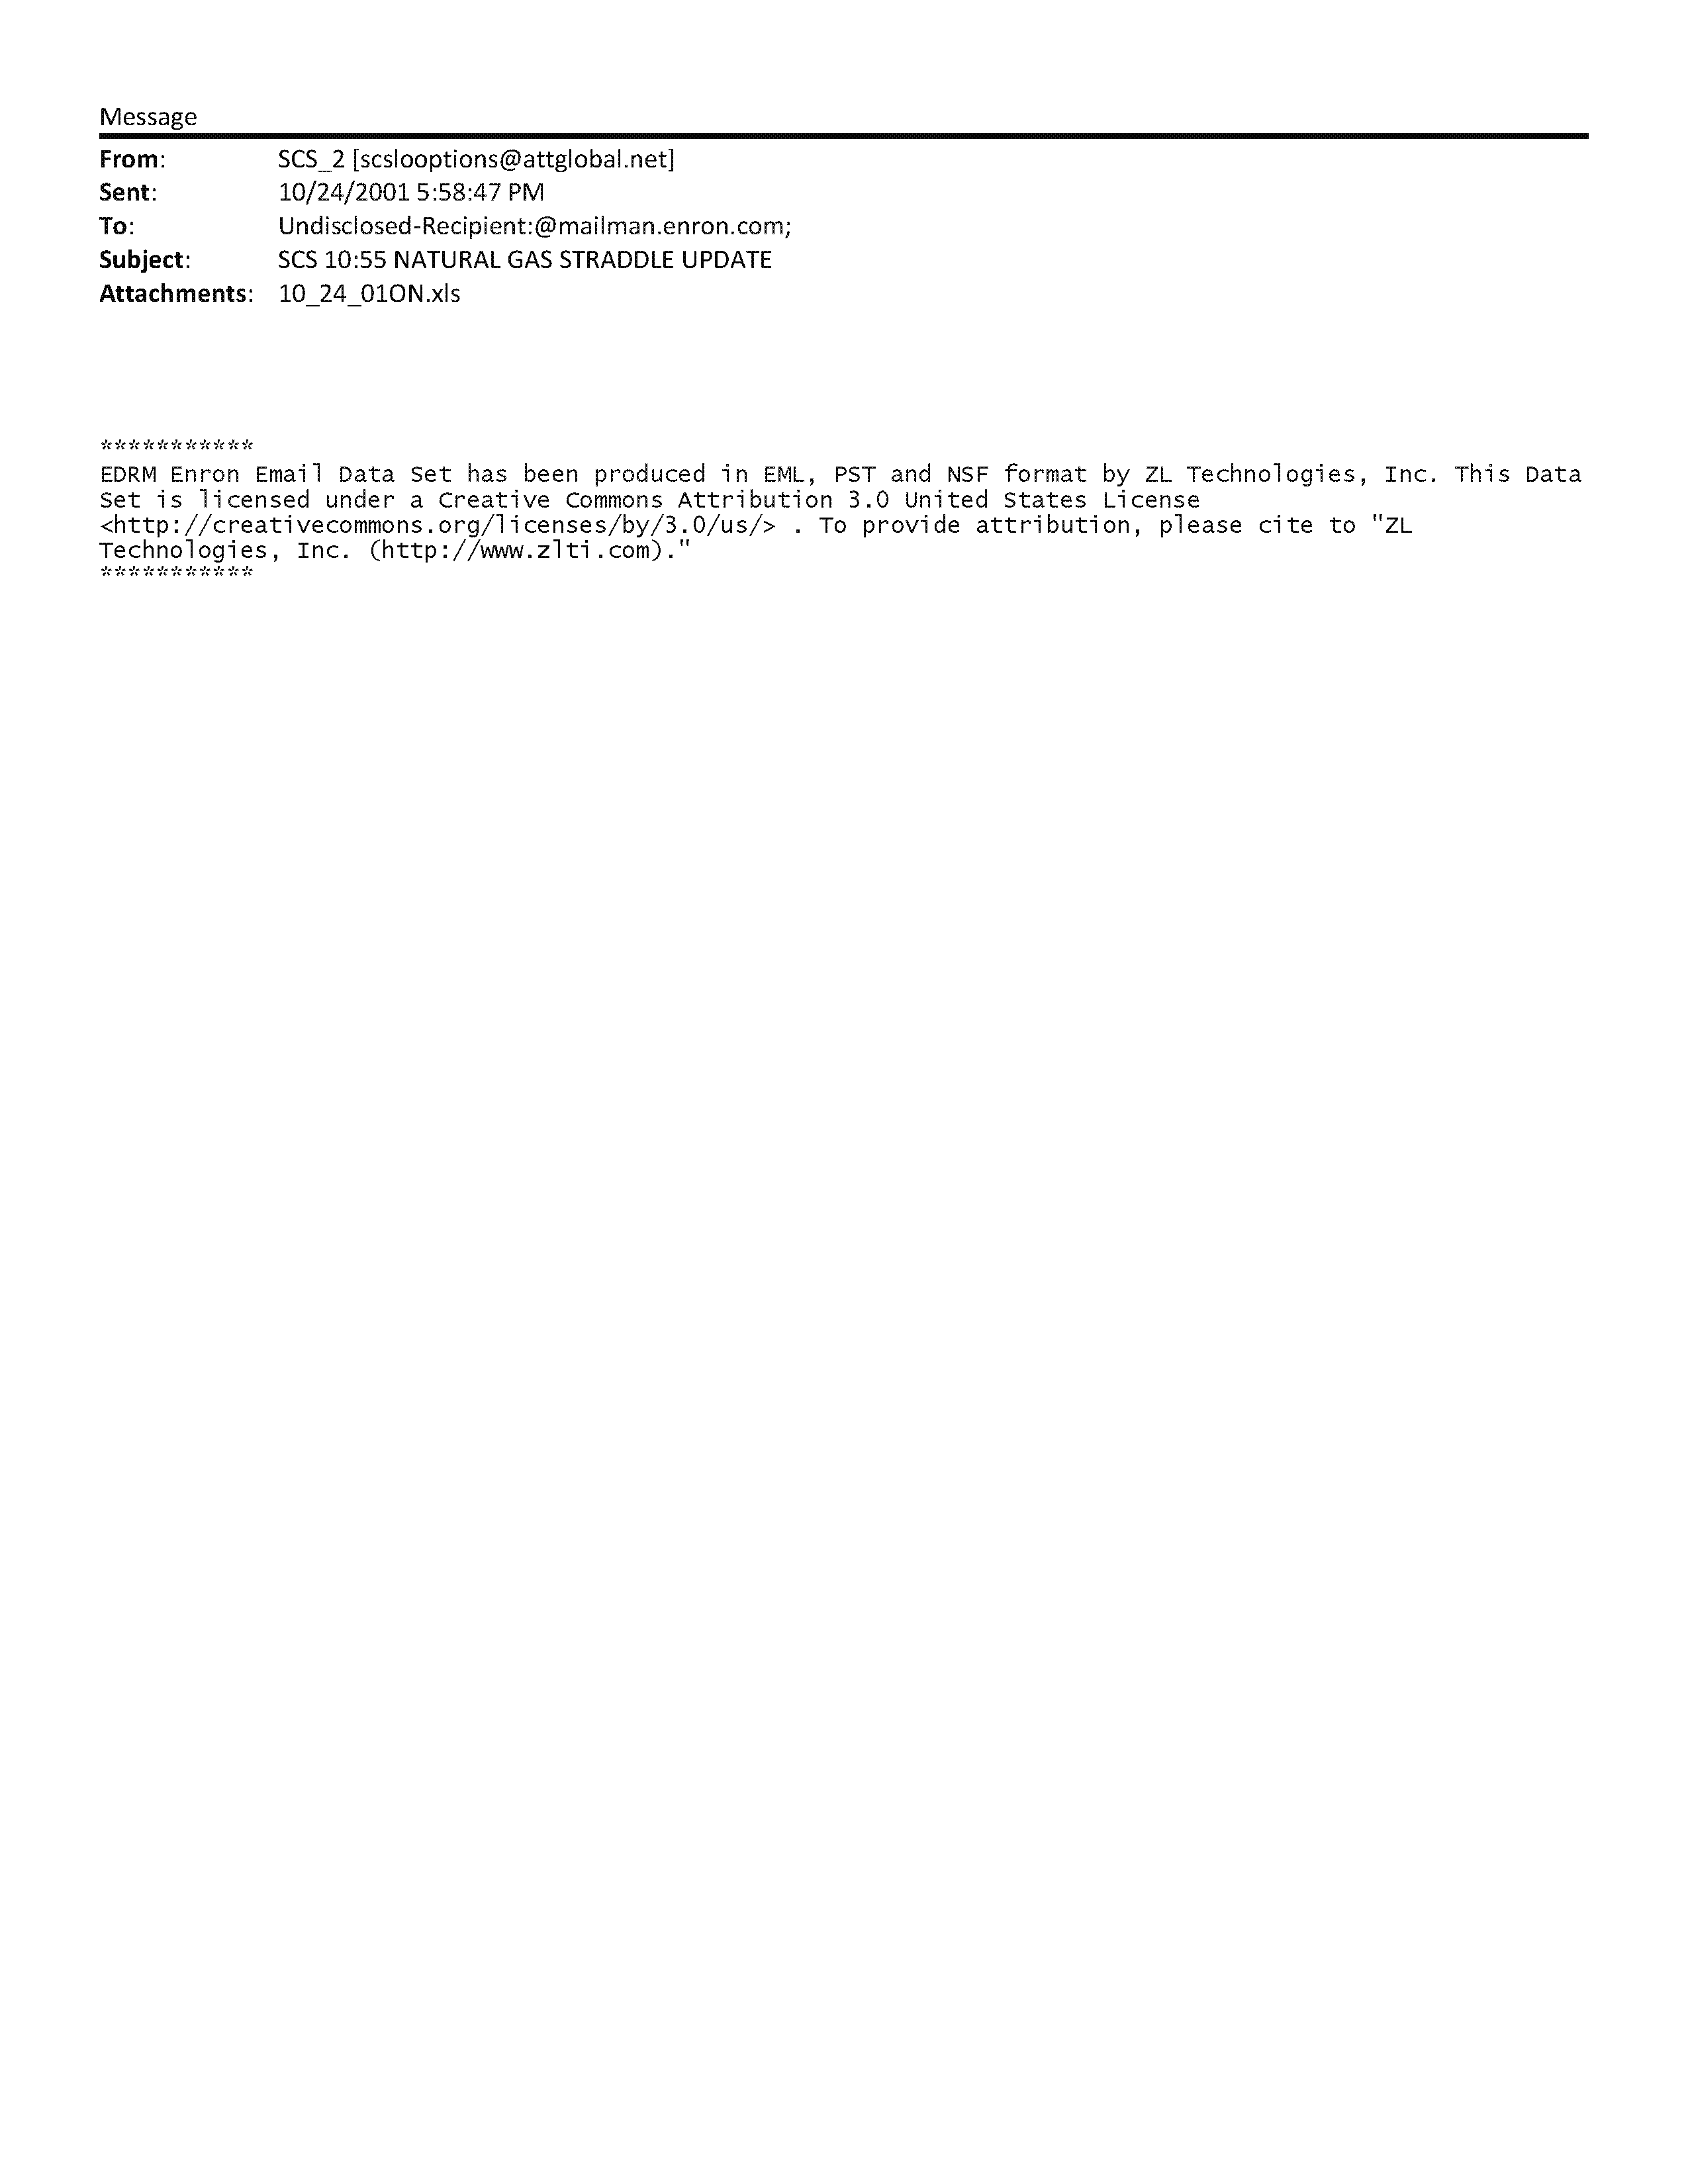 Message
From: SCS_2 [scslooptions@attglobal.net]
Sent: 10/24/2001 5:58:47 PM
To: Undisclosed-Recipient:@mailman.enron.com;
Subject: SCS 10:55 NATURAL GAS STRADDLE UPDATE
Attachments: 10_24_01ON.xls
***********
EDRM Enron Email Data Set has been produced in EML, PST and NSF format by ZL Technologies, Inc. This Data
Set is licensed under a Creative Commons Attribution 3.0 United States License
<http://creativecommons.org/licenses/by/3.0/us/> . To provide attribution, please cite to "ZL
Technologies, Inc. (http://www.zlti.com)."
***********